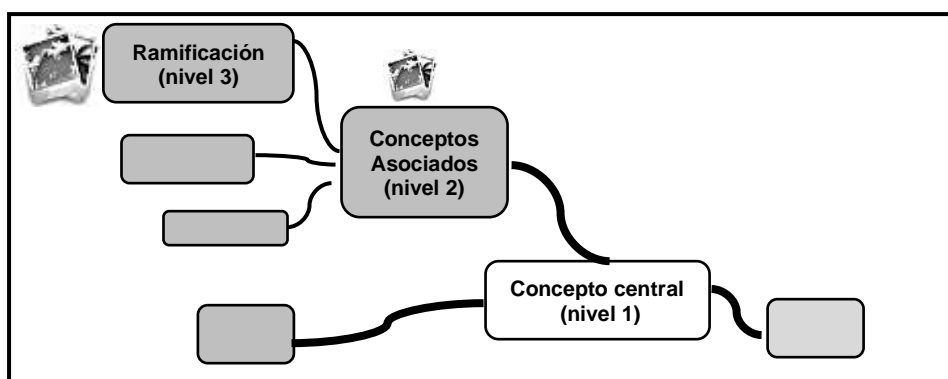 Ramificación
(nivel 3)
Conceptos
Asociados
(nivel 2)
Concepto central
(nivel 1)